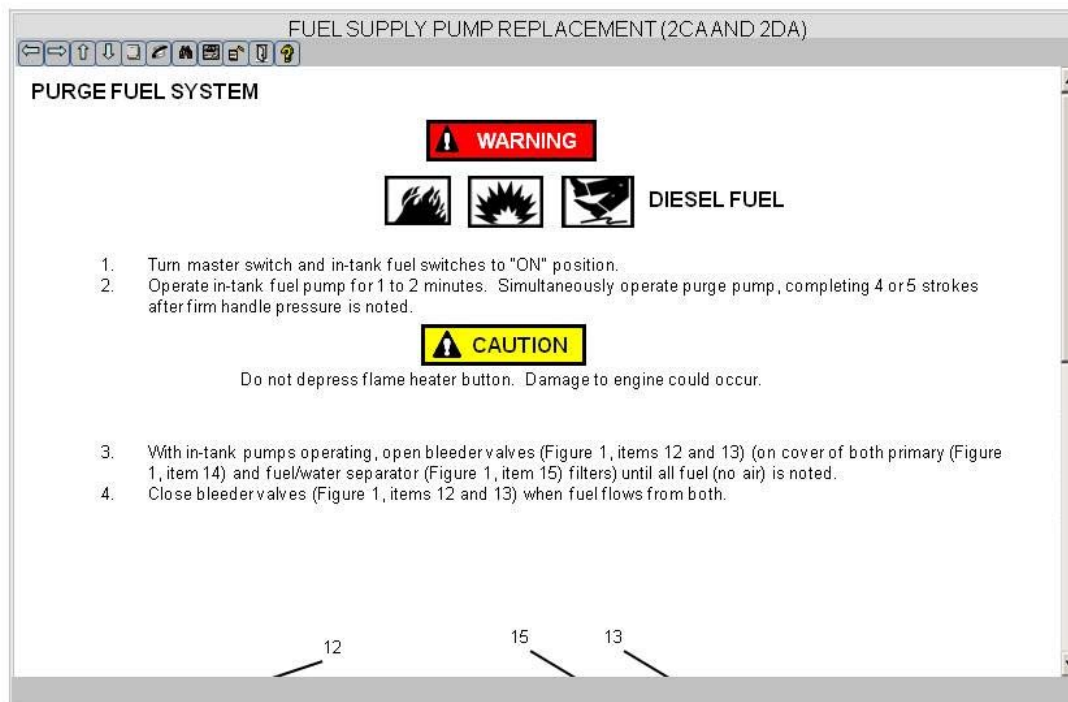 FUEL SUPPLY PUMP REPLACEMENT (2CA AND 2DA)
PURGE FUEL SYSTEM
WARNING
DIESEL FUEL
1. Turn master switch and in-tank fuel switches to "ON" position.
2. Operate in-tank fuel pump for 1 to 2 minutes. Simultaneously operate purge pump, completing 4 or 5 strokes
after firm handle pressure is noted.
CAUTION
Do not depress flame heater button. Damage to engine could occur.
3. With in-tank pumps operating, open bleeder valves (Figure 1, items 12 and 13) (on cover of both primary (Figure
1, item 14) and fuel/water separator (Figure 1, item 15) filters) until all fuel (no air) is noted.
4. Close bleeder valves (Figure 1, items 12 and 13) when fuel flows from both.
12 15 13